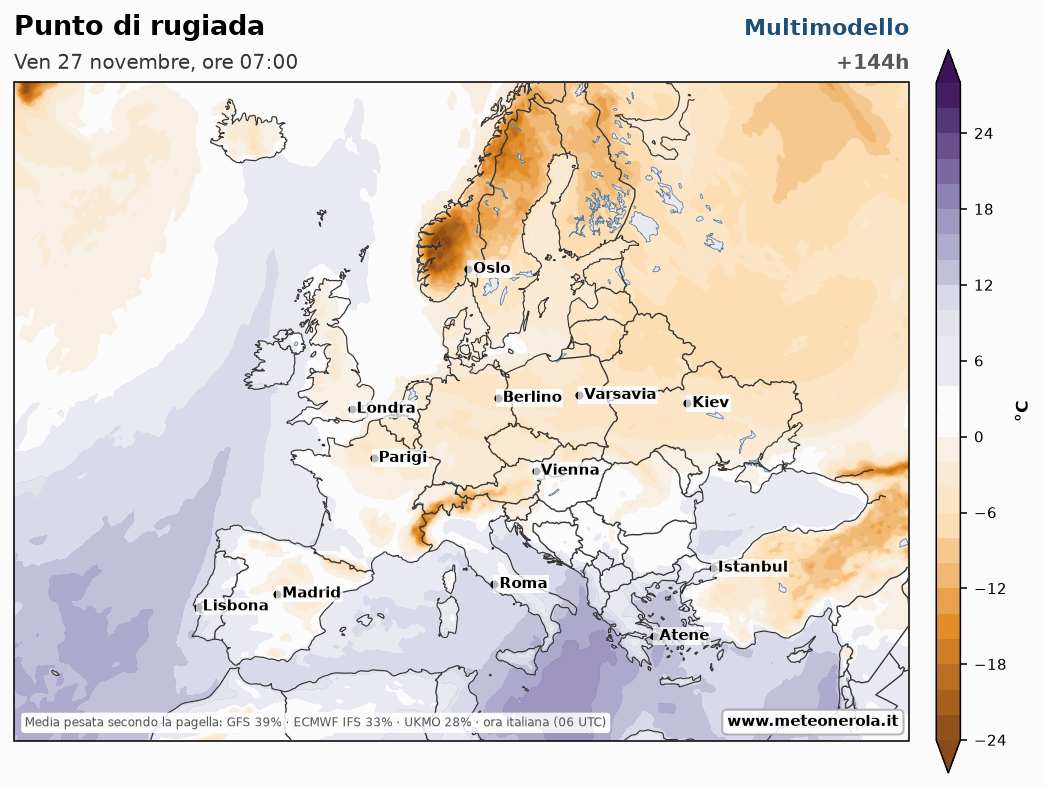 Punto di rugiada
Multimodello
Ven 27 novembre, ore 07:00
+144h
Oslo
Londra
Berlino
Varsavia
Kiev
Parigi
Vienna
Istanbul
Madrid
Roma
Lisbona
Atene
24
18
12
6
0
−6
−12
−18
−24
°C
Media pesata secondo la pagella: GFS 39% · ECMWF IFS 33% · UKMO 28% · ora italiana (06 UTC)
www.meteonerola.it